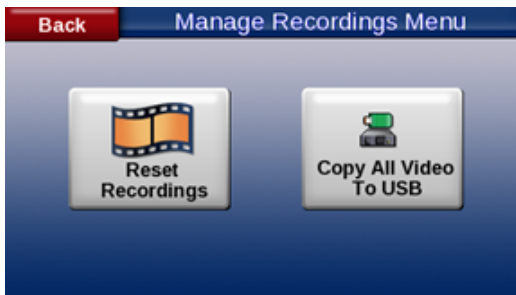 Back
Manage Recordings Menu
Reset
Recordings
Copy All Video
To USB